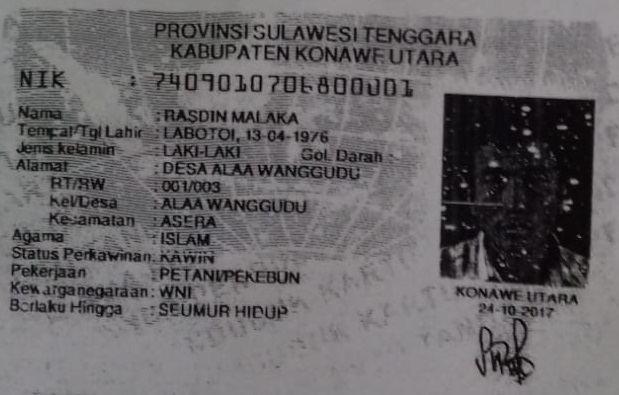 PROVINSI SULAWESI TENGGARA
KABUPATEN KONAWE UTARA
NIK : 7409010706800001
Nama : RASDIN MALAKA
Tempat/Tgl Lahir : LABOTOI, 13-04-1976
Jenis kelamin : LAKI-LAKI Gol. Darah : -
Alamat : DESA ALAA WANGGUDU
RT/RW : 001/003
Kel/Desa : ALAA WANGGUDU
Kecamatan : ASERA
Agama : ISLAM
Status Perkawinan: KAWIN
Pekerjaan : PETANI/PEKEBUN
Kewarganegaraan: WNI
Berlaku Hingga : SEUMUR HIDUP
KONAWE UTARA
24-10-2017